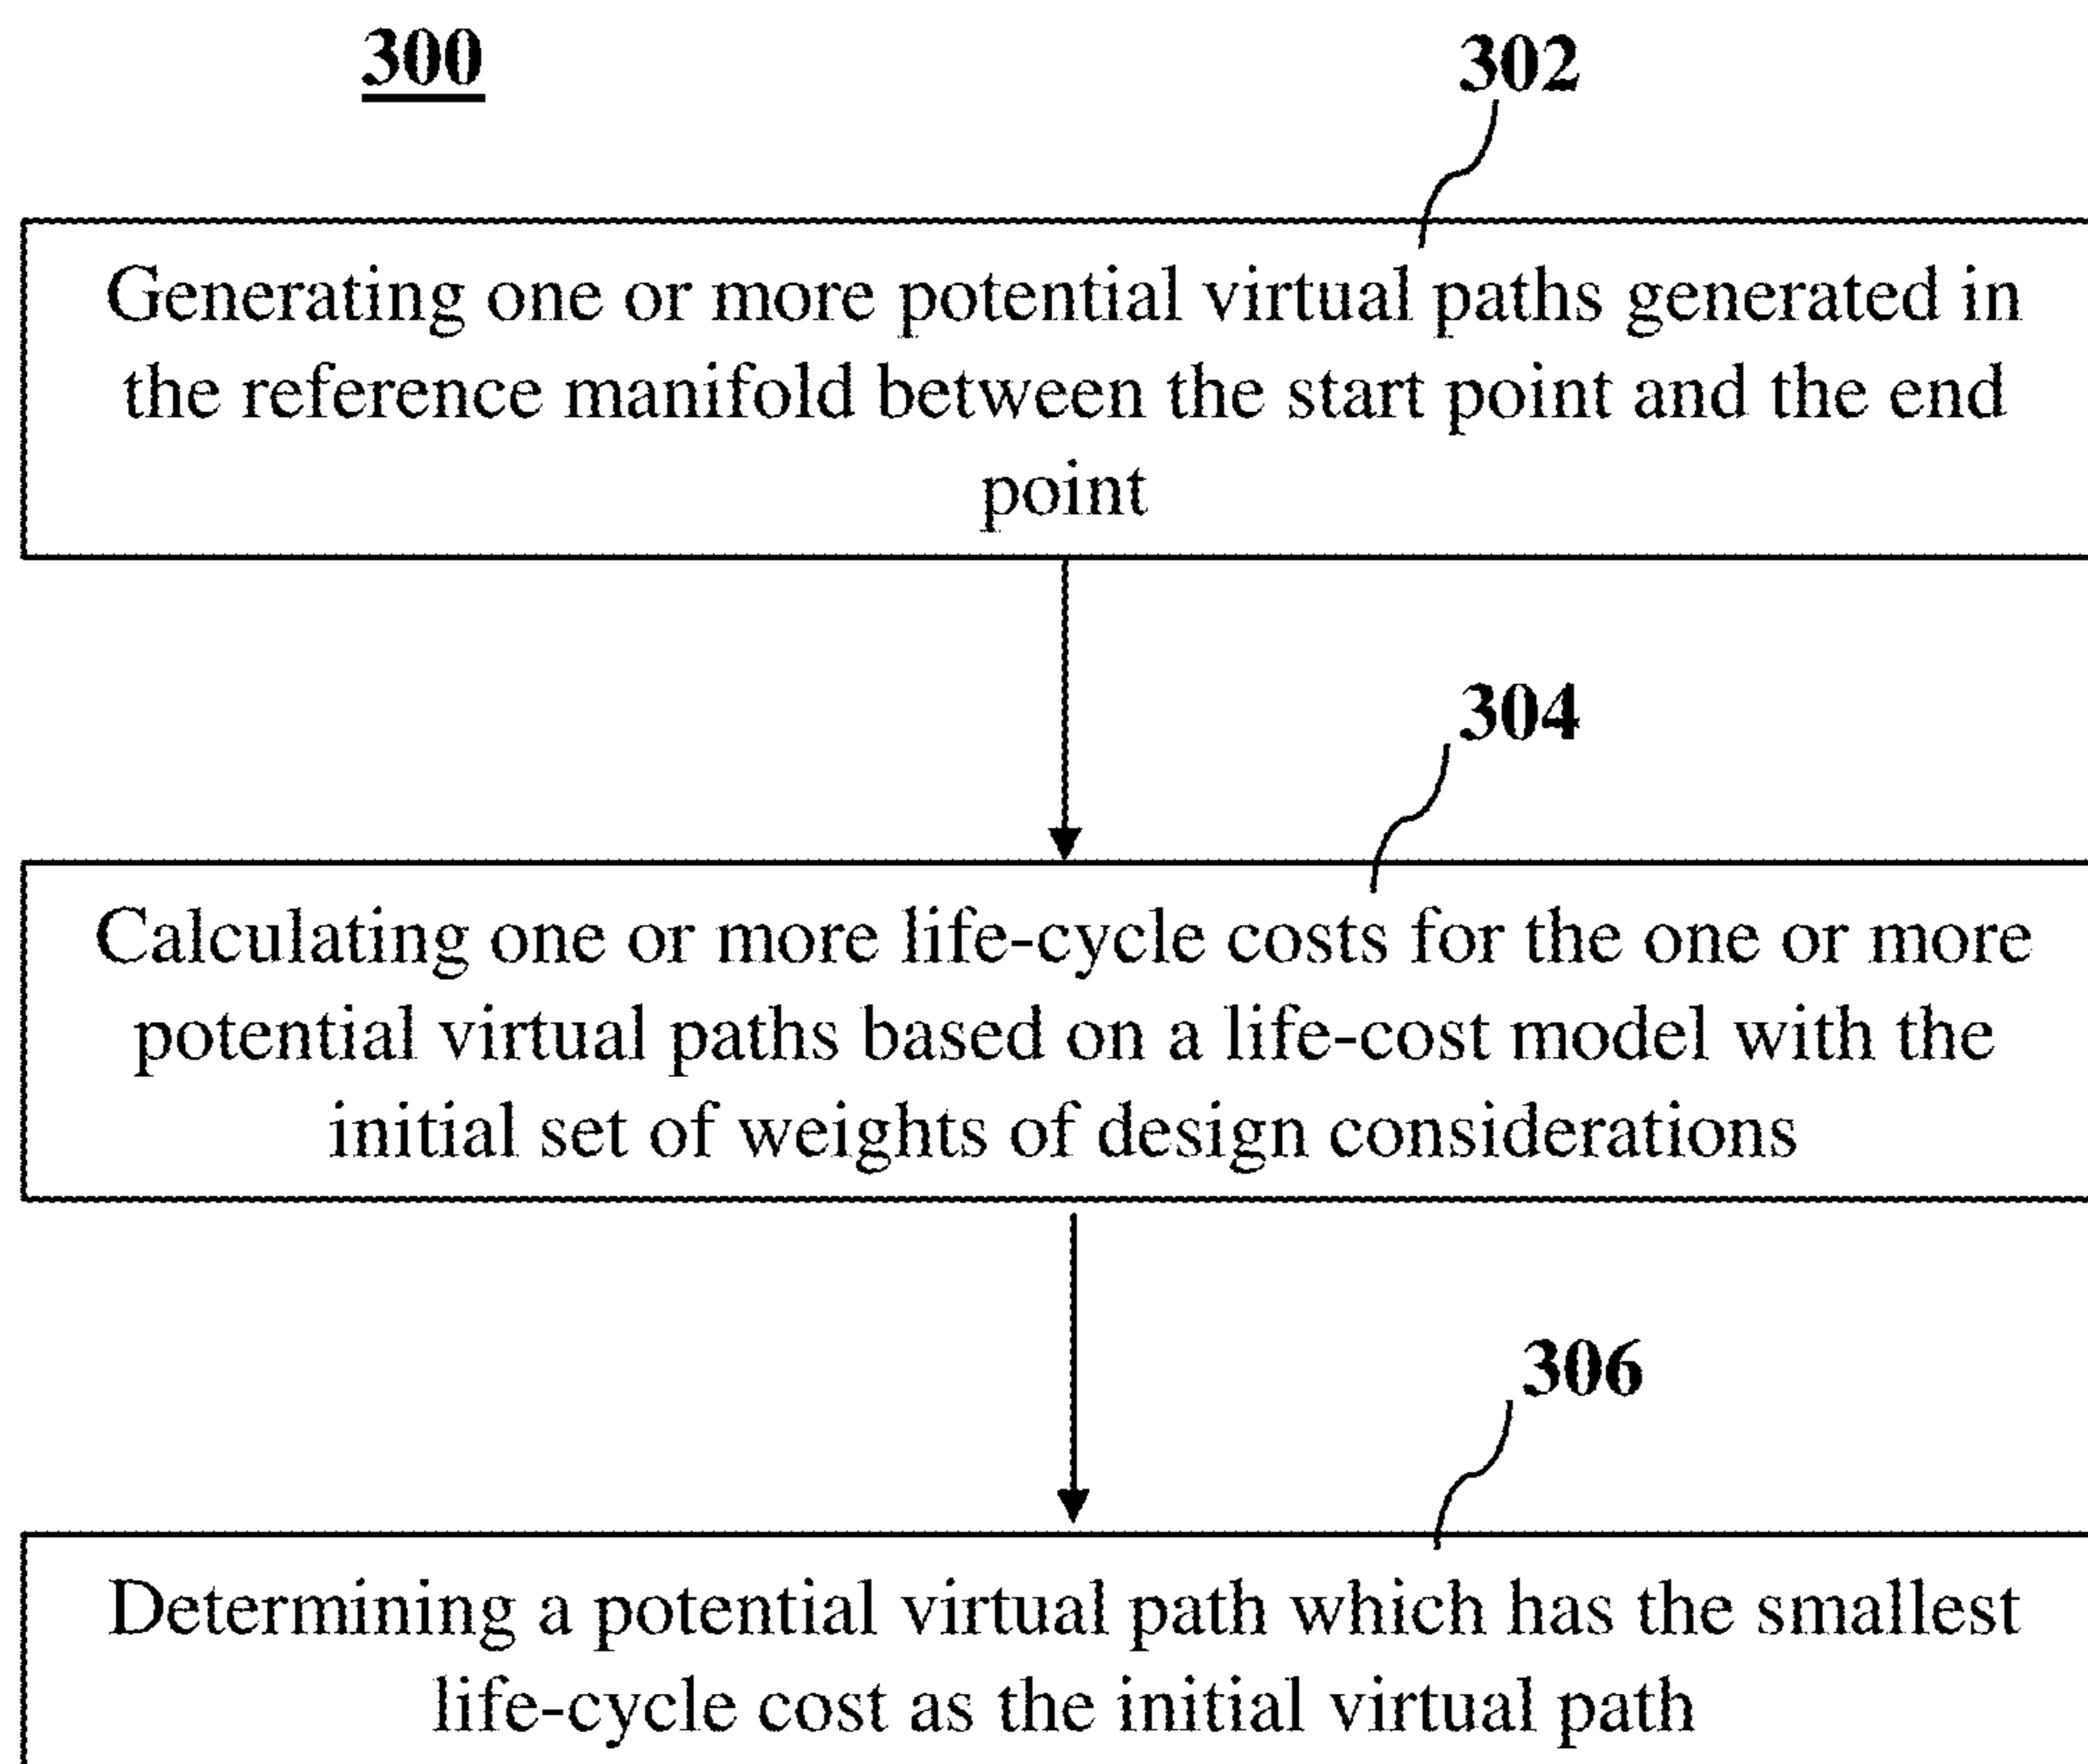 300
302
Generating one or more potential virtual paths generated in
the reference manifold between the start point and the end
point
304
Calculating one or more life-cycle costs for the one or more
potential virtual paths based on a life-cost model with the
initial set of weights of design considerations
306
Determining a potential virtual path which has the smallest
life-cycle cost as the initial virtual path